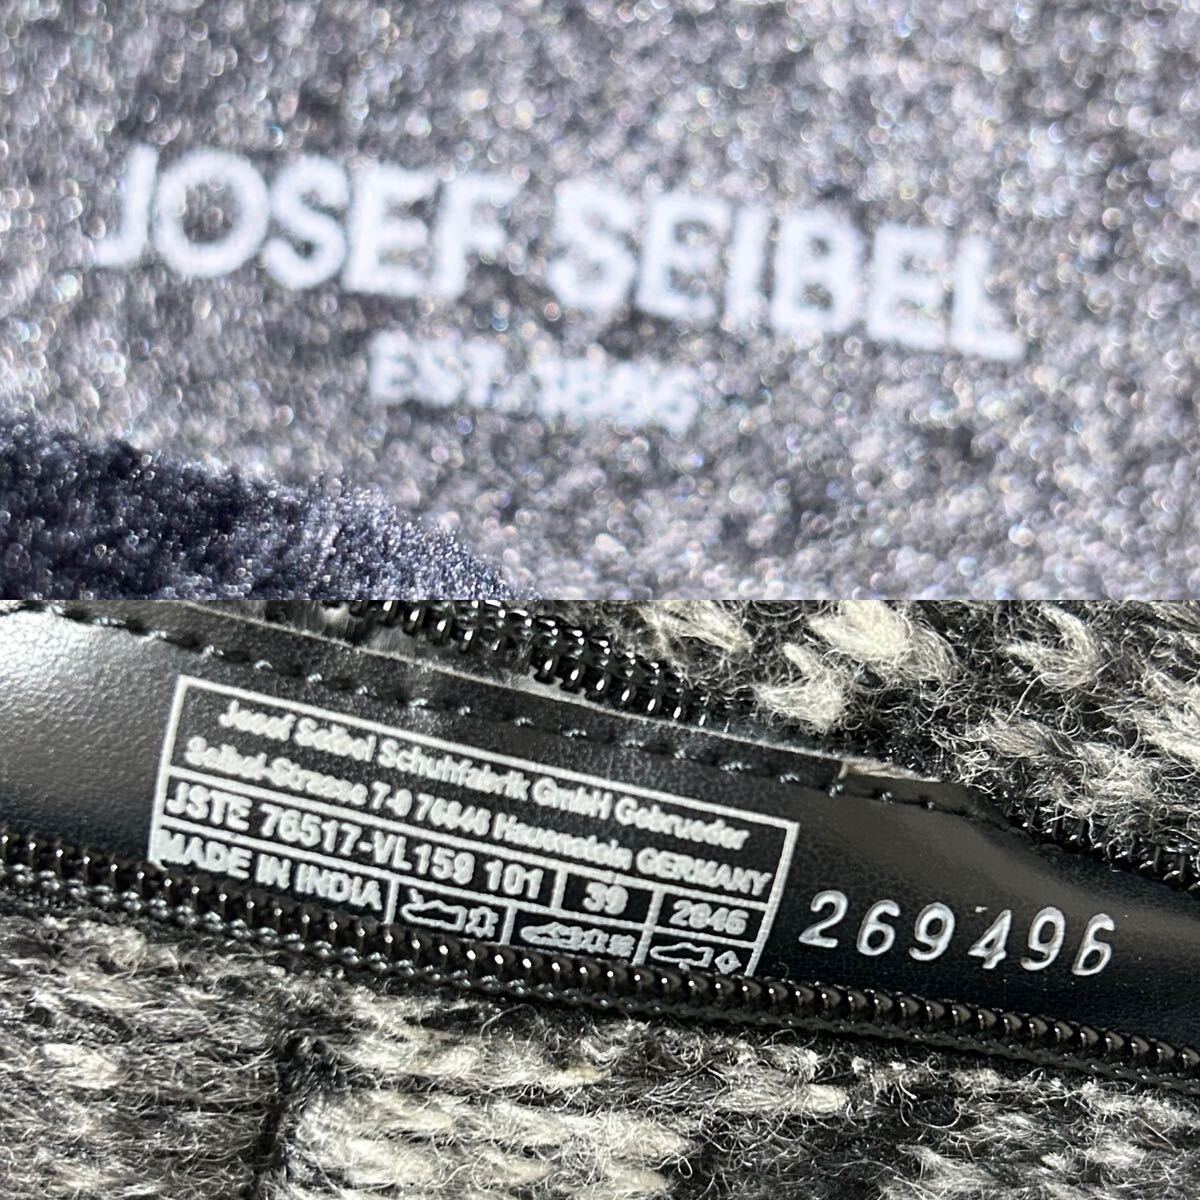 JOSEF SEIBEL
EST. 1886
Josef Seibel Schuhfabrik GmbH Gebrueder
Seibel-Strasse 7-9 76846 Hauenstein GERMANY
JSTE 76517-VL159 101 39 2846
MADE IN INDIA
269496